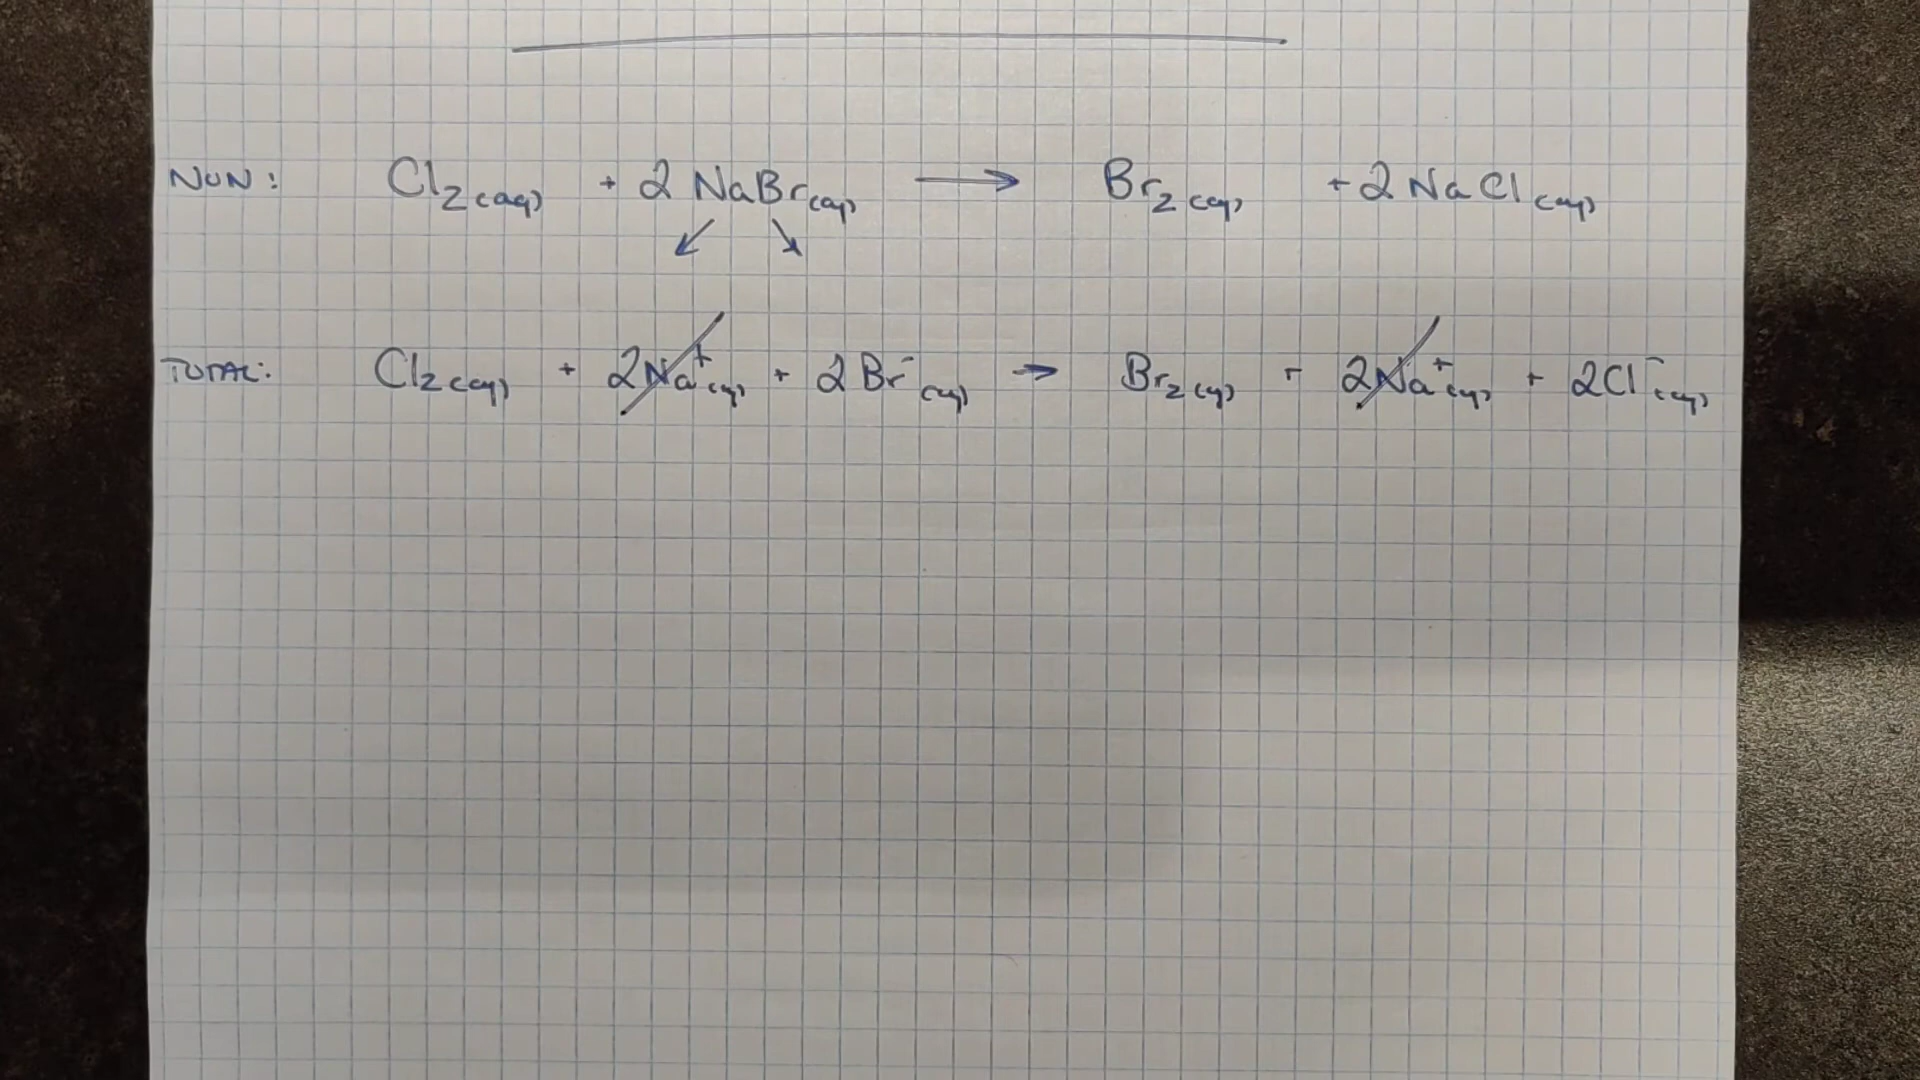 NON: Cl₂(aq) + 2 NaBr(aq) → Br₂(aq) + 2 NaCl(aq)
TOTAL: Cl₂(aq) + 2Na⁺(aq) + 2Br⁻(aq) → Br₂(aq) + 2Na⁺(aq) + 2Cl⁻(aq)